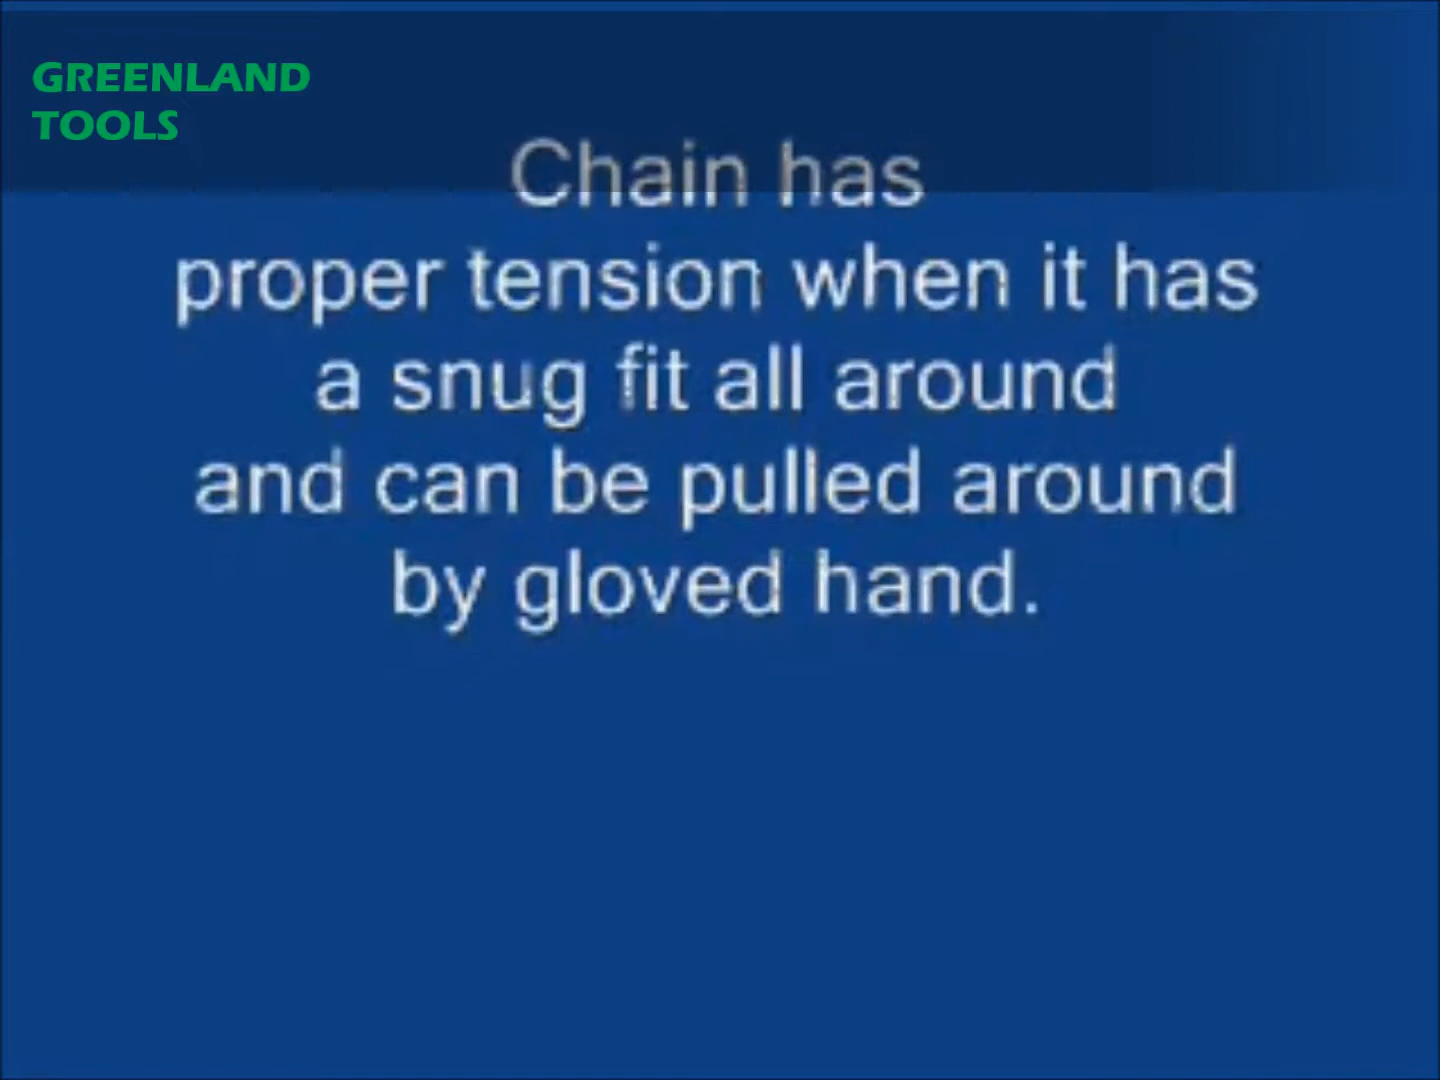 GREENLAND
TOOLS
Chain has
proper tension when it has
a snug fit all around
and can be pulled around
by gloved hand.